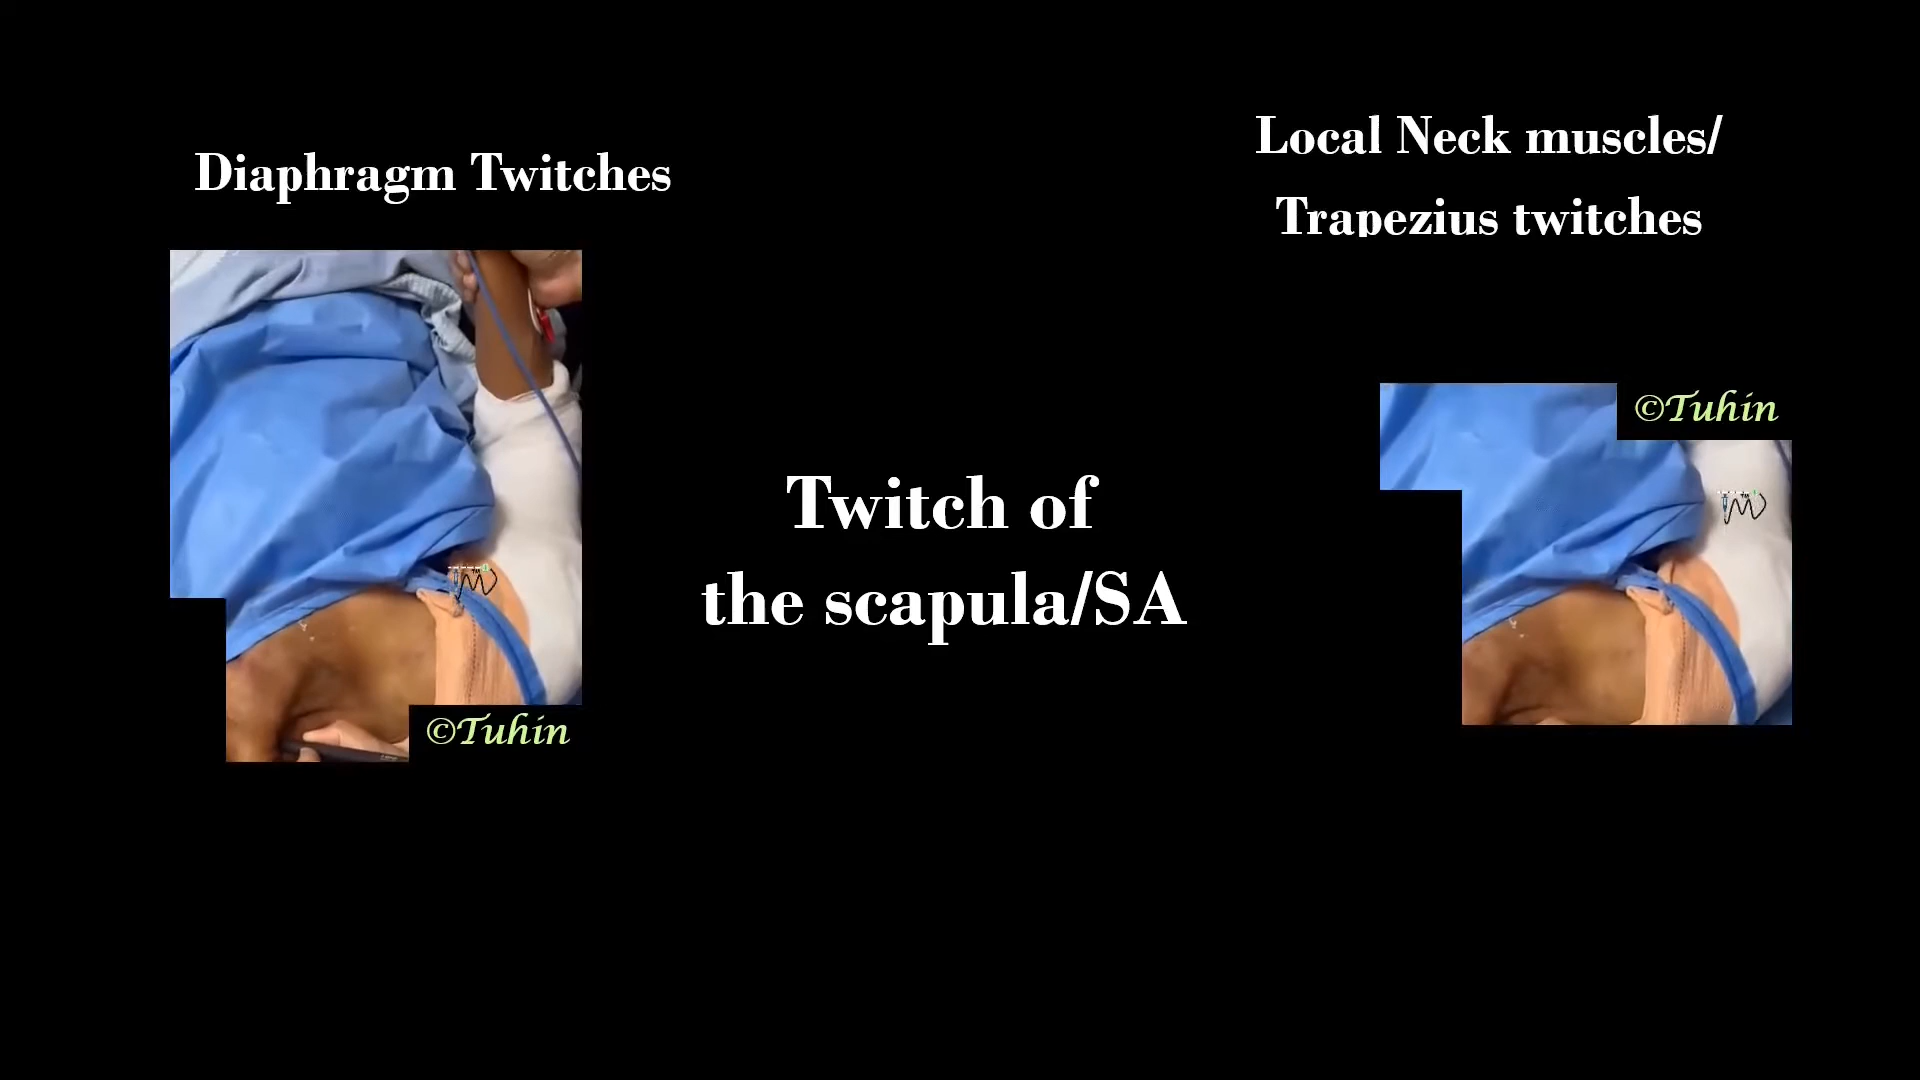 Diaphragm Twitches
Local Neck muscles/
Trapezius twitches
©Tuhin
Twitch of
the scapula/SA
©Tuhin